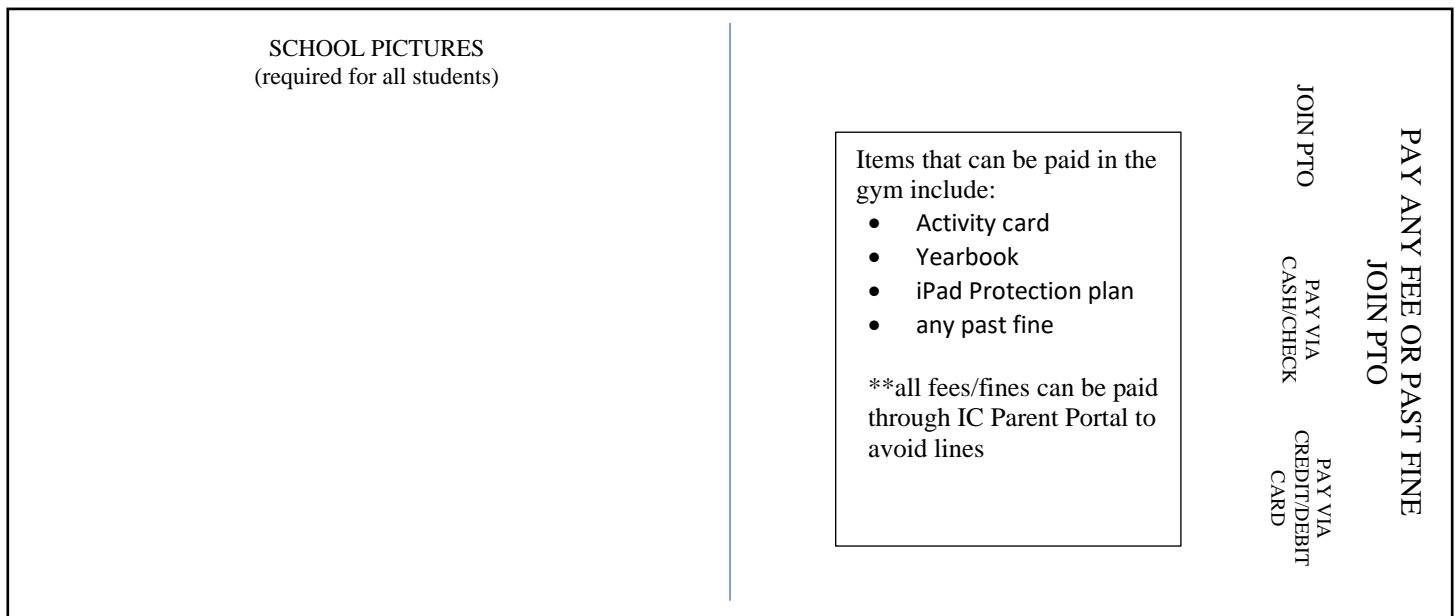 SCHOOL PICTURES
(required for all students)
Items that can be paid in the
gym include:
• Activity card
• Yearbook
• iPad Protection plan
• any past fine
**all fees/fines can be paid
through IC Parent Portal to
avoid lines
JOIN PTO
PAY VIA
CASH/CHECK
PAY VIA
CREDIT/DEBIT
CARD
PAY ANY FEE OR PAST FINE
JOIN PTO